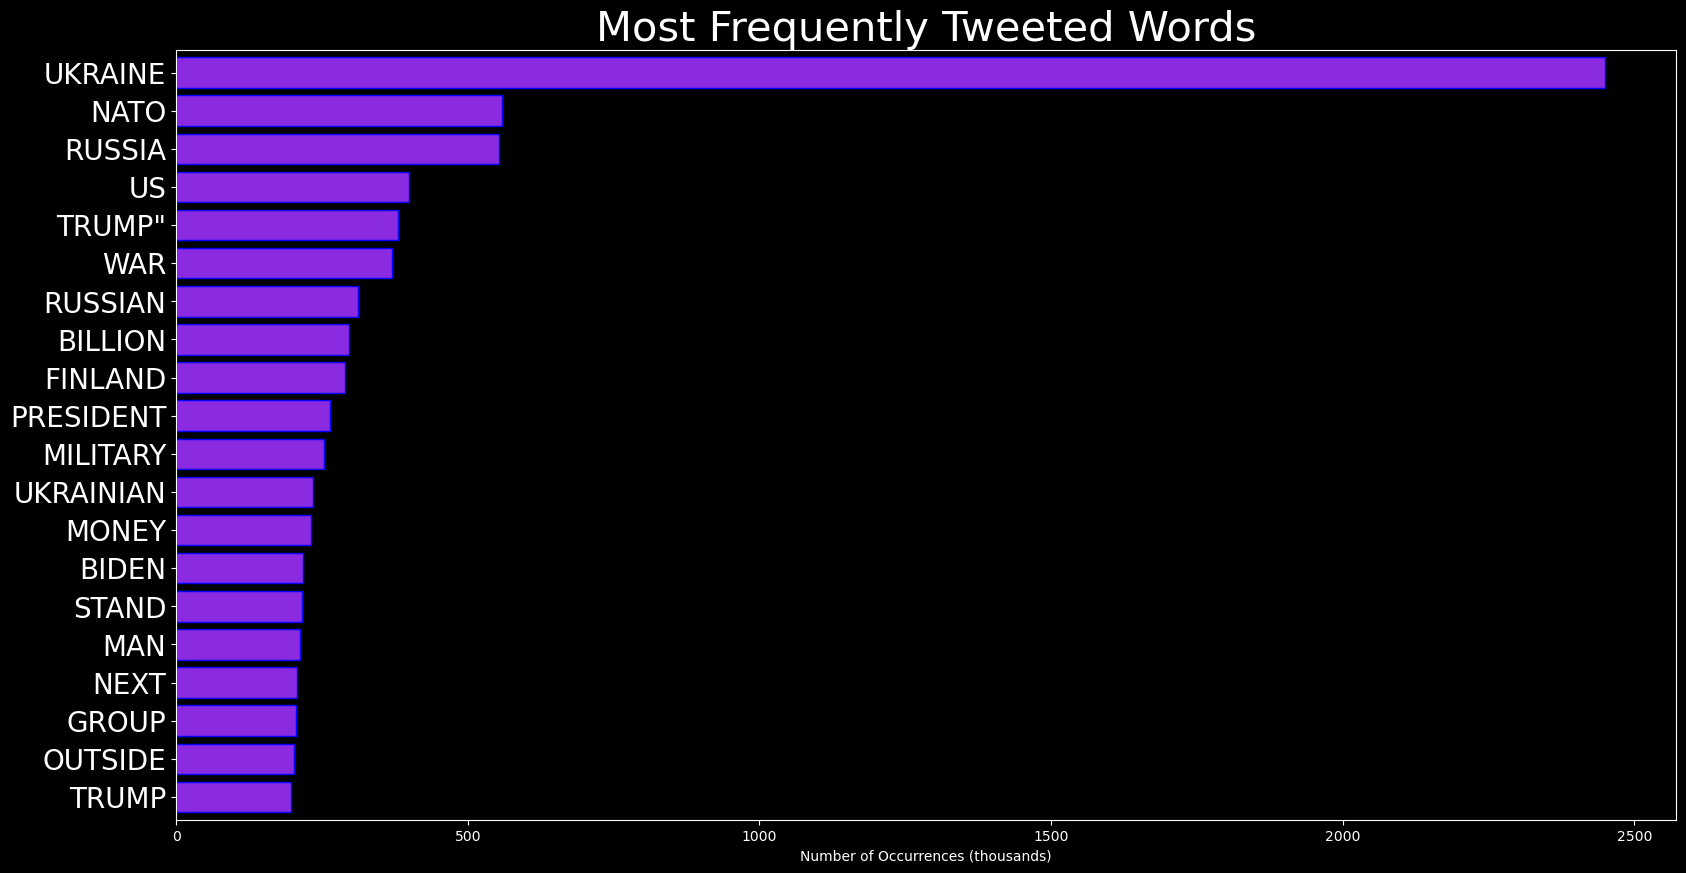 Most Frequently Tweeted Words
UKRAINE
NATO
RUSSIA
US
TRUMP"
WAR
RUSSIAN
BILLION
FINLAND
PRESIDENT
MILITARY
UKRAINIAN
MONEY
BIDEN
STAND
MAN
NEXT
GROUP
OUTSIDE
TRUMP
0 500 1000 1500 2000 2500
Number of Occurrences (thousands)